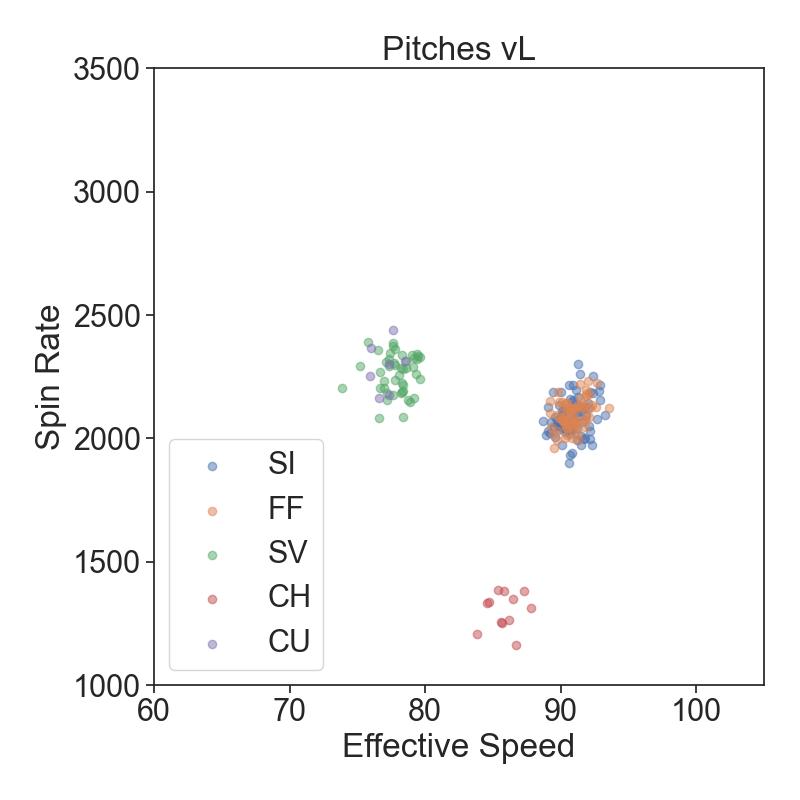 Pitches vL
3500
3000
2500
2000
1500
1000
Spin Rate
SI
FF
SV
CH
CU
60 70 80 90 100
Effective Speed